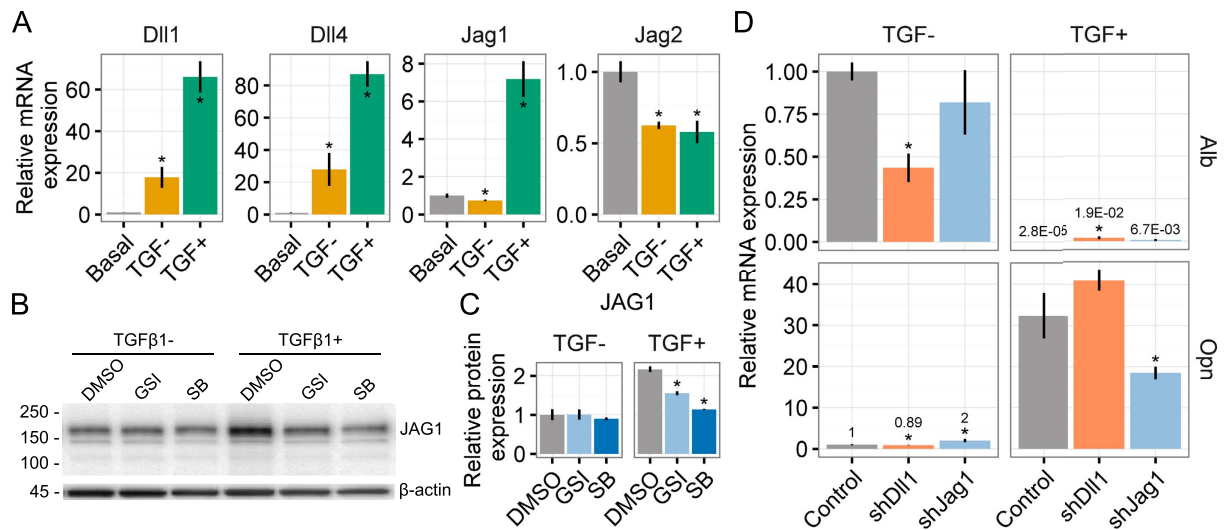 A
Dll1
Dll4
Jag1
Jag2
Relative mRNA
expression
60
40
20
0
80
60
40
20
0
8
6
4
2
0
1.0
0.5
0.0
*
*
*
*
*
*
*
*
Basal
TGF-
TGF+
Basal
TGF-
TGF+
Basal
TGF-
TGF+
Basal
TGF-
TGF+
B
TGFβ1-
TGFβ1+
DMSO
GSI
SB
DMSO
GSI
SB
250 -
150 -
100 -
45 -
JAG1
β-actin
C
JAG1
TGF-
TGF+
Relative protein
expression
2
1
0
*
*
DMSO
GSI
SB
DMSO
GSI
SB
D
TGF-
TGF+
Relative mRNA expression
1.00
0.75
0.50
0.25
0.00
*
2.8E-05
1.9E-02
*
6.7E-03
Alb
40
30
20
10
0
1
0.89
*
2
*
*
Opn
Control
shDll1
shJag1
Control
shDll1
shJag1